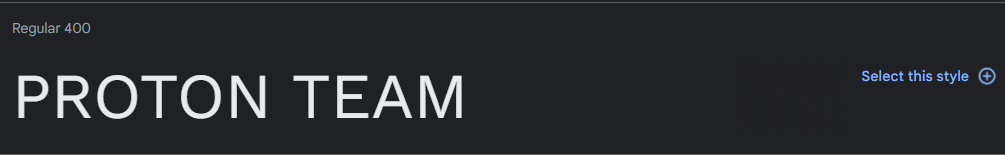 Regular 400
PROTON TEAM
Select this style